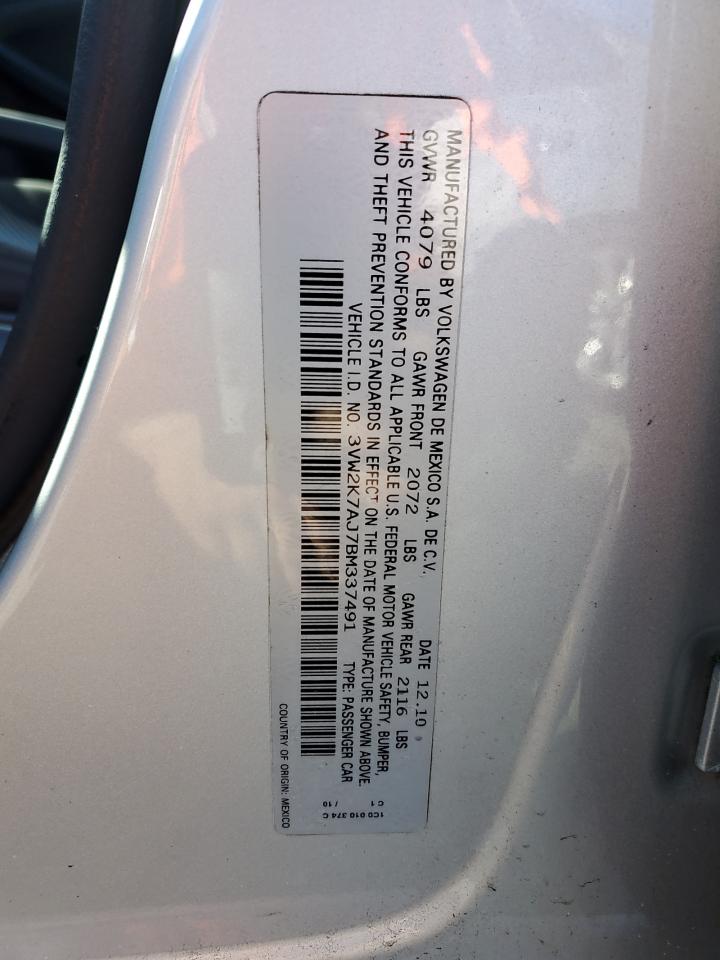 MANUFACTURED BY VOLKSWAGEN DE MEXICO S.A. DE C.V., DATE 12.10
GVWR 4079 LBS GAWR FRONT 2072 LBS GAWR REAR 2116 LBS
THIS VEHICLE CONFORMS TO ALL APPLICABLE U.S. FEDERAL MOTOR VEHICLE SAFETY, BUMPER,
AND THEFT PREVENTION STANDARDS IN EFFECT ON THE DATE OF MANUFACTURE SHOWN ABOVE.
VEHICLE I.D. NO. 3VW2K7AJ7BM337491 TYPE: PASSENGER CAR
COUNTRY OF ORIGIN: MEXICO
1C0 010 374 C
/10 C 1